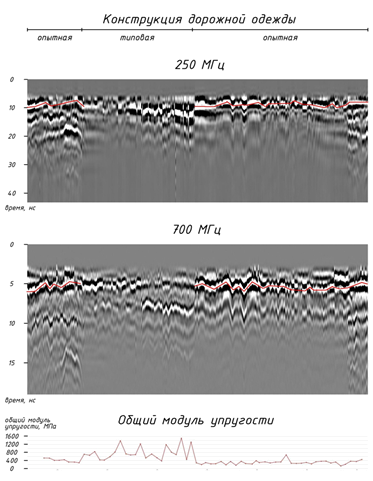 Конструкция дорожной одежды
опытная типовая опытная
250 МГц
0
10
20
30
40
время, нс
700 МГц
0
5
10
15
время, нс
общий модуль упругости, МПа
Общий модуль упругости
1600
1200
800
400
0